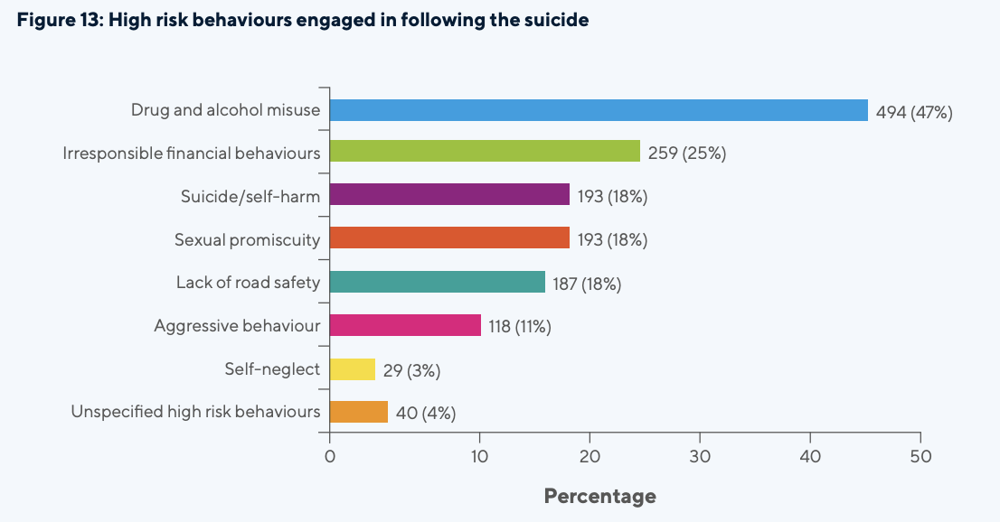 Figure 13: High risk behaviours engaged in following the suicide
Drug and alcohol misuse 494 (47%)
Irresponsible financial behaviours 259 (25%)
Suicide/self-harm 193 (18%)
Sexual promiscuity 193 (18%)
Lack of road safety 187 (18%)
Aggressive behaviour 118 (11%)
Self-neglect 29 (3%)
Unspecified high risk behaviours 40 (4%)
0 10 20 30 40 50
Percentage